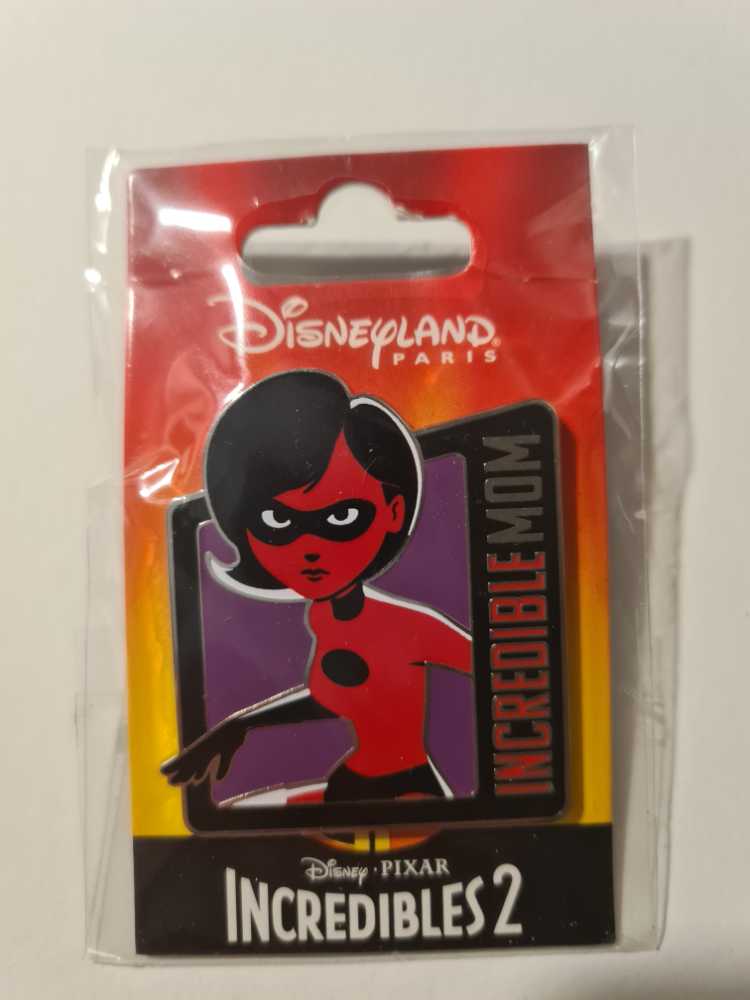 Disneyland®
PARIS
INCREDIBLE MOM
Disney · PIXAR
INCREDIBLES 2